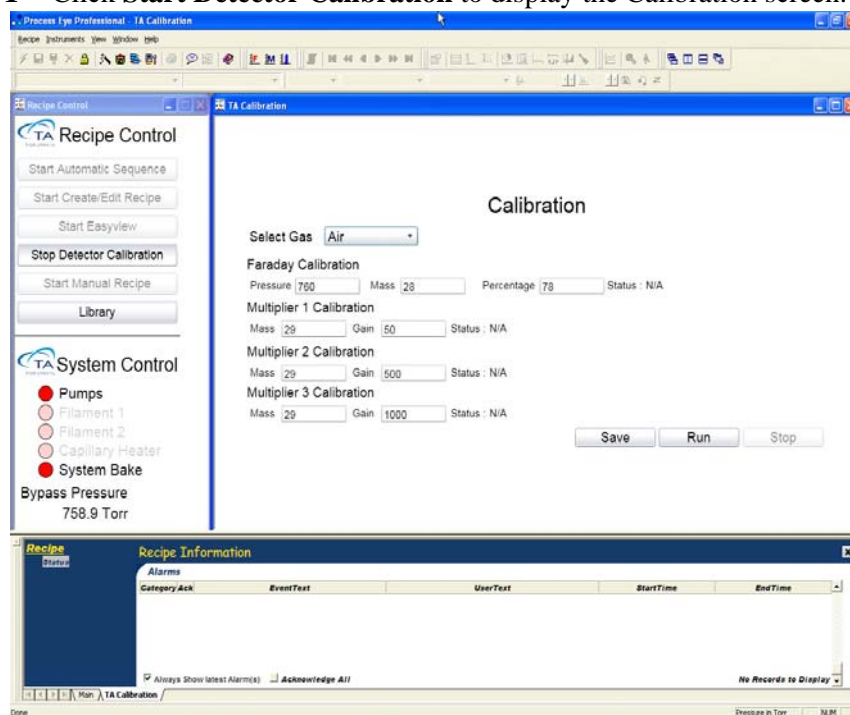 Click Start Detector Calibration to display the Calibration screen.
Process Eye Professional - TA Calibration
Recipe Instruments View Window Help
Recipe Control
TA Calibration
TA Recipe Control
Start Automatic Sequence
Start Create/Edit Recipe
Start Easyview
Stop Detector Calibration
Start Manual Recipe
Library
TA System Control
Pumps
Filament 1
Filament 2
Capillary Heater
System Bake
Bypass Pressure
758.9 Torr
Calibration
Select Gas Air
Faraday Calibration
Pressure 760 Mass 28 Percentage 78 Status : N/A
Multiplier 1 Calibration
Mass 29 Gain 50 Status : N/A
Multiplier 2 Calibration
Mass 29 Gain 500 Status : N/A
Multiplier 3 Calibration
Mass 29 Gain 1000 Status : N/A
Save Run Stop
Recipe
Status
Recipe Information
Alarms
Category Ack EventText UserText StartTime EndTime
Always Show latest Alarm(s) Acknowledge All No Records to Display
Main TA Calibration
Done Pressure in Torr NUM